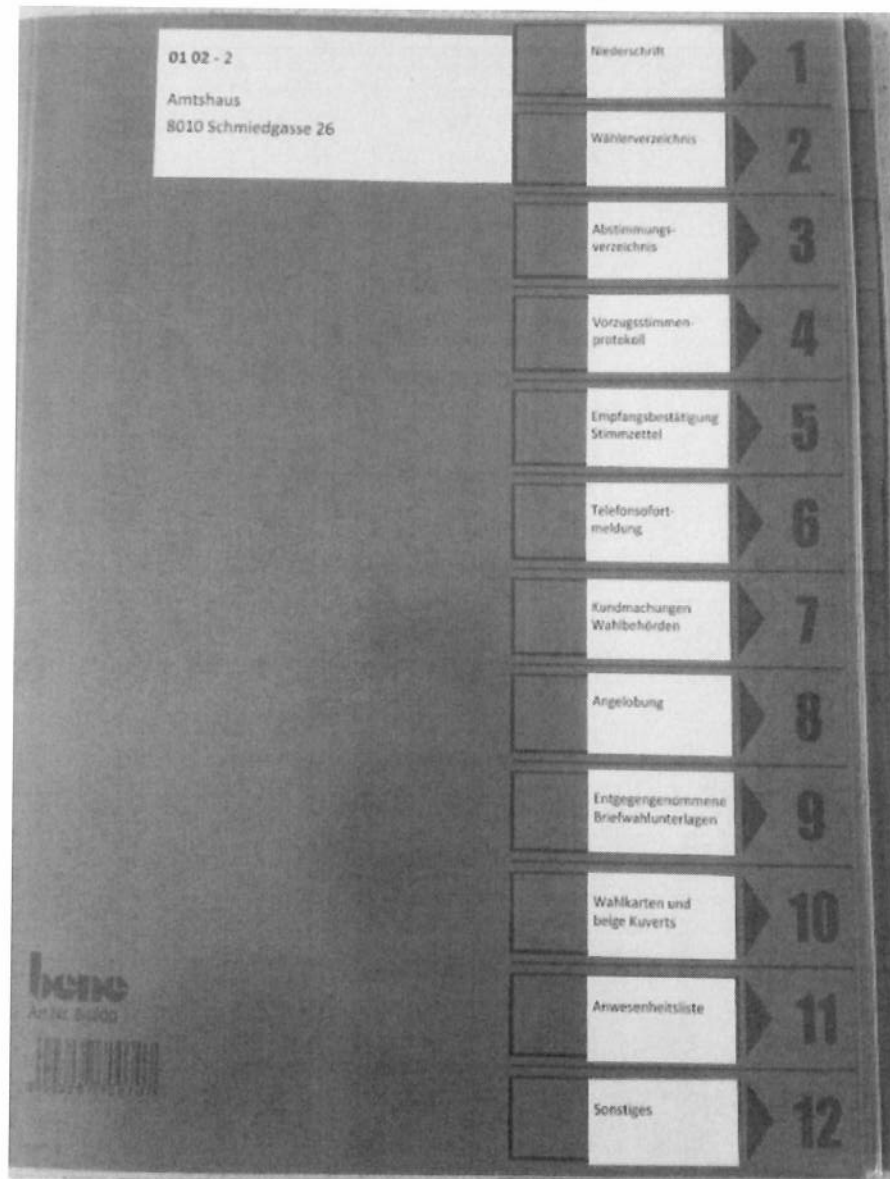 01 02 - 2
Amtshaus
8010 Schmiedgasse 26
Niederschrift
1
Wählerverzeichnis
2
Abstimmungs-
verzeichnis
3
Vorzugsstimmen-
protokoll
4
Empfangsbestätigung
Stimmzettel
5
Telefonsofort-
meldung
6
Kundmachungen
Wahlbehörden
7
Angelobung
8
Entgegengenommene
Briefwahlunterlagen
9
Wahlkarten und
beige Kuverts
10
Anwesenheitsliste
11
Sonstiges
12
bene
Art.Nr.